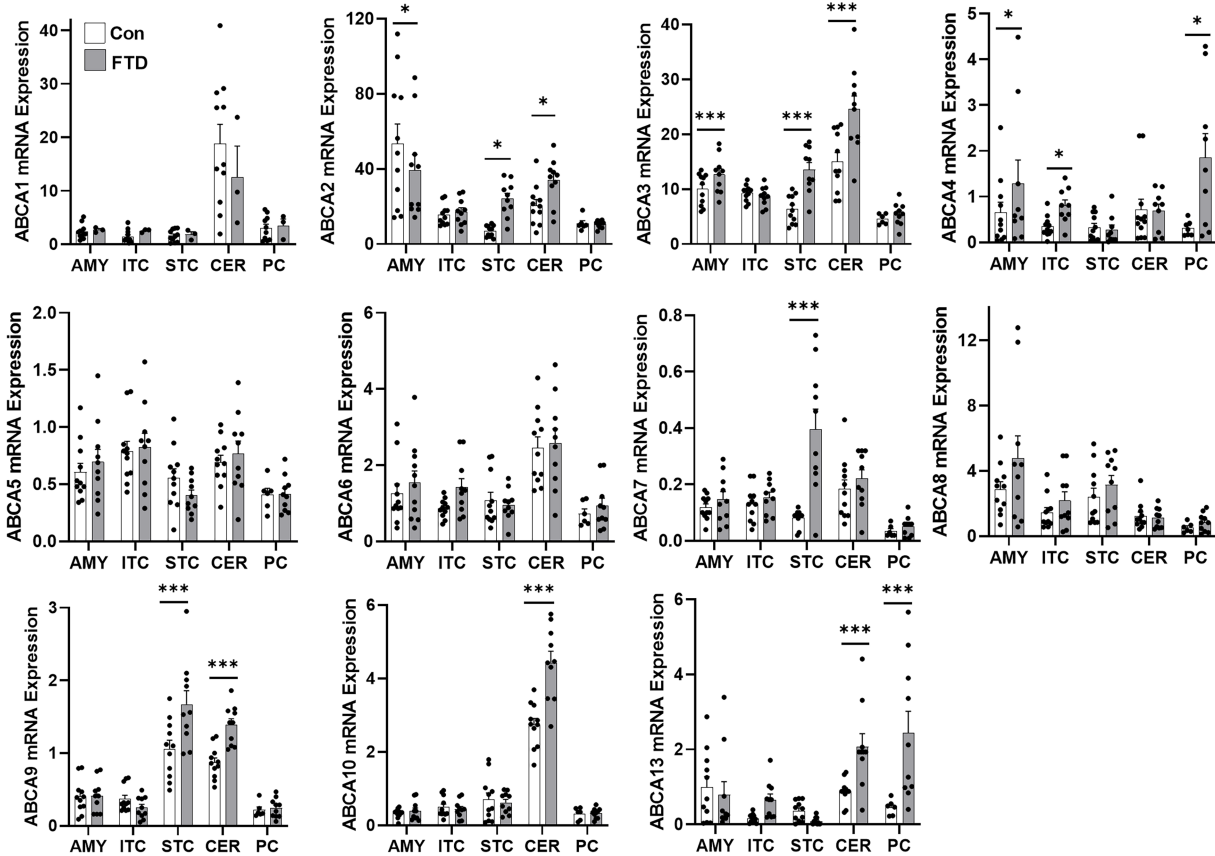 ABCA1 mRNA Expression
40
30
20
10
0
Con
FTD
AMY ITC STC CER PC
ABCA2 mRNA Expression
120
80
40
0
*
*
*
AMY ITC STC CER PC
ABCA3 mRNA Expression
40
30
20
10
0
***
***
***
AMY ITC STC CER PC
ABCA4 mRNA Expression
5
4
3
2
1
0
*
*
*
AMY ITC STC CER PC
ABCA5 mRNA Expression
2.0
1.5
1.0
0.5
0.0
AMY ITC STC CER PC
ABCA6 mRNA Expression
6
4
2
0
AMY ITC STC CER PC
ABCA7 mRNA Expression
0.8
0.6
0.4
0.2
0.0
***
AMY ITC STC CER PC
ABCA8 mRNA Expression
12
8
4
0
AMY ITC STC CER PC
ABCA9 mRNA Expression
3
2
1
0
***
***
AMY ITC STC CER PC
ABCA10 mRNA Expression
6
4
2
0
***
AMY ITC STC CER PC
ABCA13 mRNA Expression
6
4
2
0
***
***
AMY ITC STC CER PC